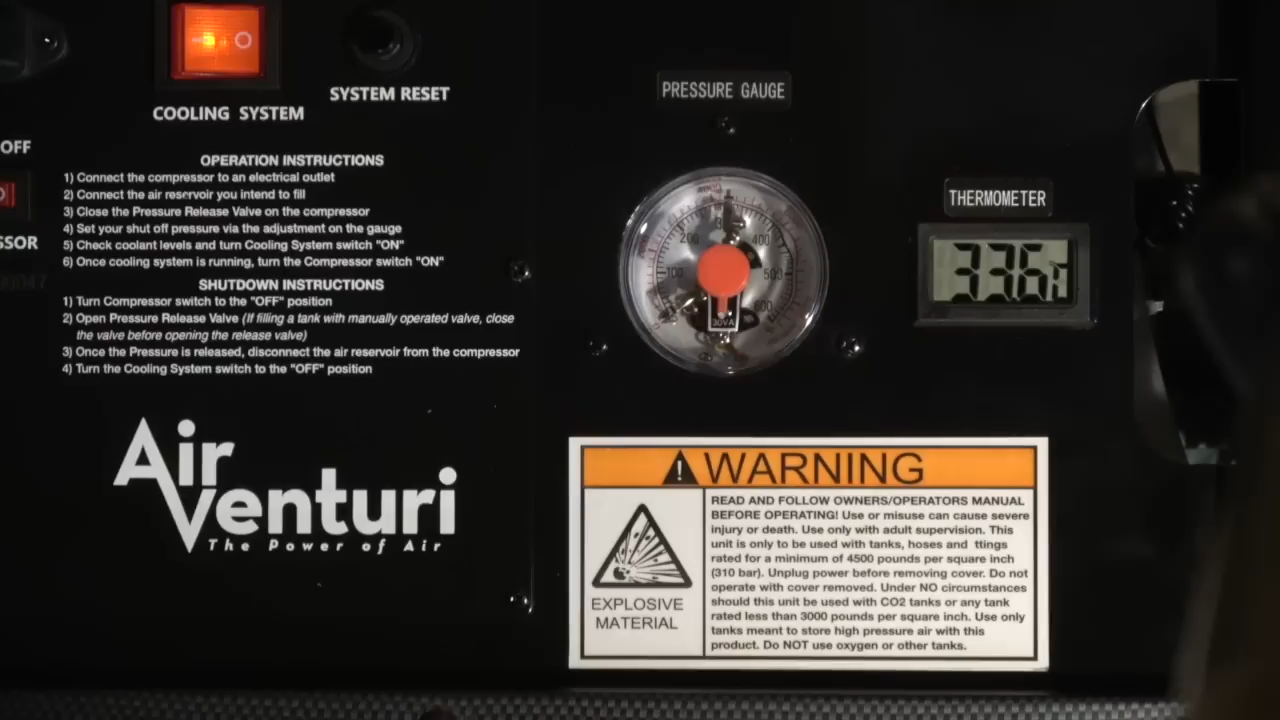 COOLING SYSTEM
SYSTEM RESET
OFF
SSOR
OPERATION INSTRUCTIONS
1) Connect the compressor to an electrical outlet
2) Connect the air reservoir you intend to fill
3) Close the Pressure Release Valve on the compressor
4) Set your shut off pressure via the adjustment on the gauge
5) Check coolant levels and turn Cooling System switch "ON"
6) Once cooling system is running, turn the Compressor switch "ON"
SHUTDOWN INSTRUCTIONS
1) Turn Compressor switch to the "OFF" position
2) Open Pressure Release Valve (If filling a tank with manually operated valve, close
the valve before opening the release valve)
3) Once the Pressure is released, disconnect the air reservoir from the compressor
4) Turn the Cooling System switch to the "OFF" position
Air
Venturi
The Power of Air
PRESSURE GAUGE
100
200
400
500
30VA
THERMOMETER
33.6
WARNING
EXPLOSIVE
MATERIAL
READ AND FOLLOW OWNERS/OPERATORS MANUAL
BEFORE OPERATING! Use or misuse can cause severe
injury or death. Use only with adult supervision. This
unit is only to be used with tanks, hoses and ttings
rated for a minimum of 4500 pounds per square inch
(310 bar). Unplug power before removing cover. Do not
operate with cover removed. Under NO circumstances
should this unit be used with CO2 tanks or any tank
rated less than 3000 pounds per square inch. Use only
tanks meant to store high pressure air with this
product. Do NOT use oxygen or other tanks.